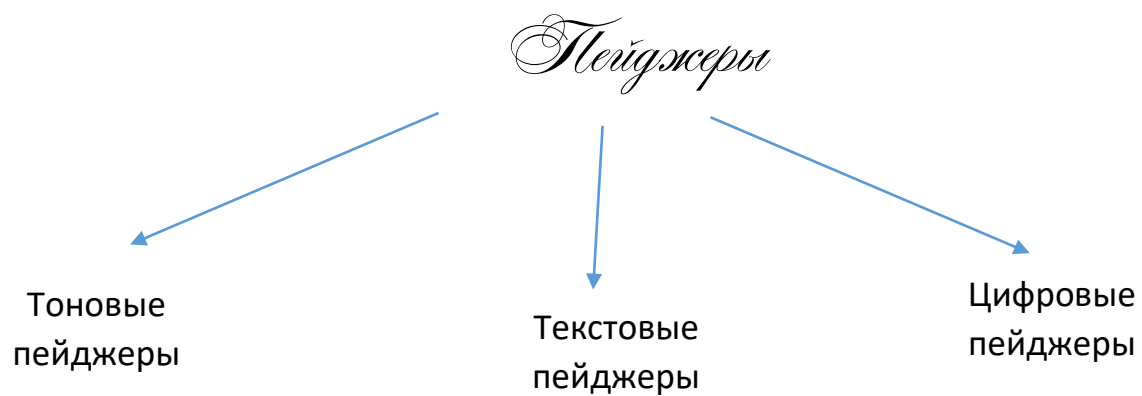 Пейджеры
Тоновые
пейджеры
Текстовые
пейджеры
Цифровые
пейджеры